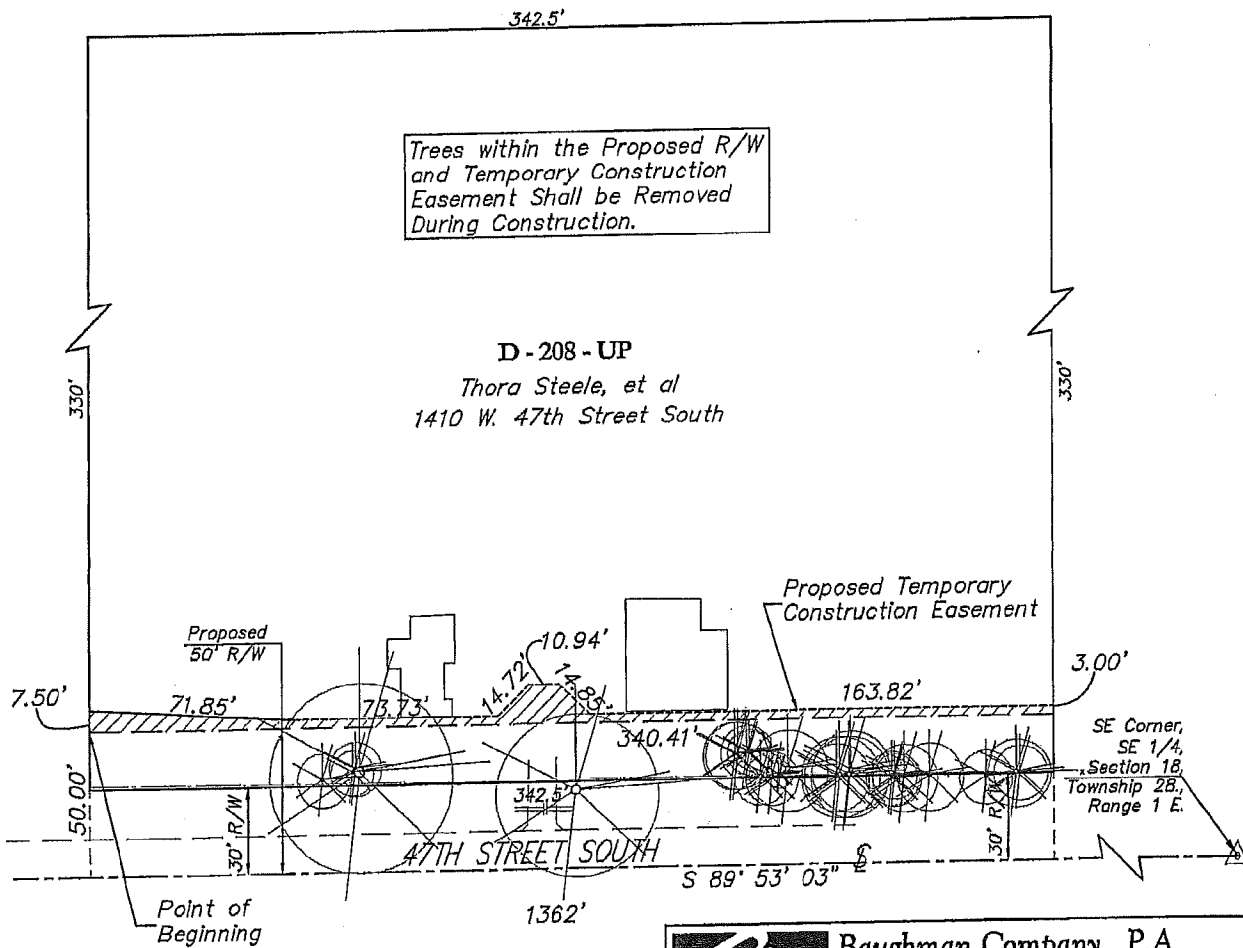 342.5'
Trees within the Proposed R/W
and Temporary Construction
Easement Shall be Removed
During Construction.
330'
330'
D - 208 - UP
Thora Steele, et al
1410 W. 47th Street South
Proposed Temporary
Construction Easement
Proposed
50' R/W
10.94'
14.72'
14.85'
7.50'
71.85'
73.73'
163.82'
3.00'
340.41'
SE Corner,
SE 1/4,
Section 18,
Township 28.,
Range 1 E.
50.00'
30' R/W
342.5'
30' R/W
47TH STREET SOUTH
S 89° 53' 03"
1362'
Point of
Beginning
Baughman Company, P.A.